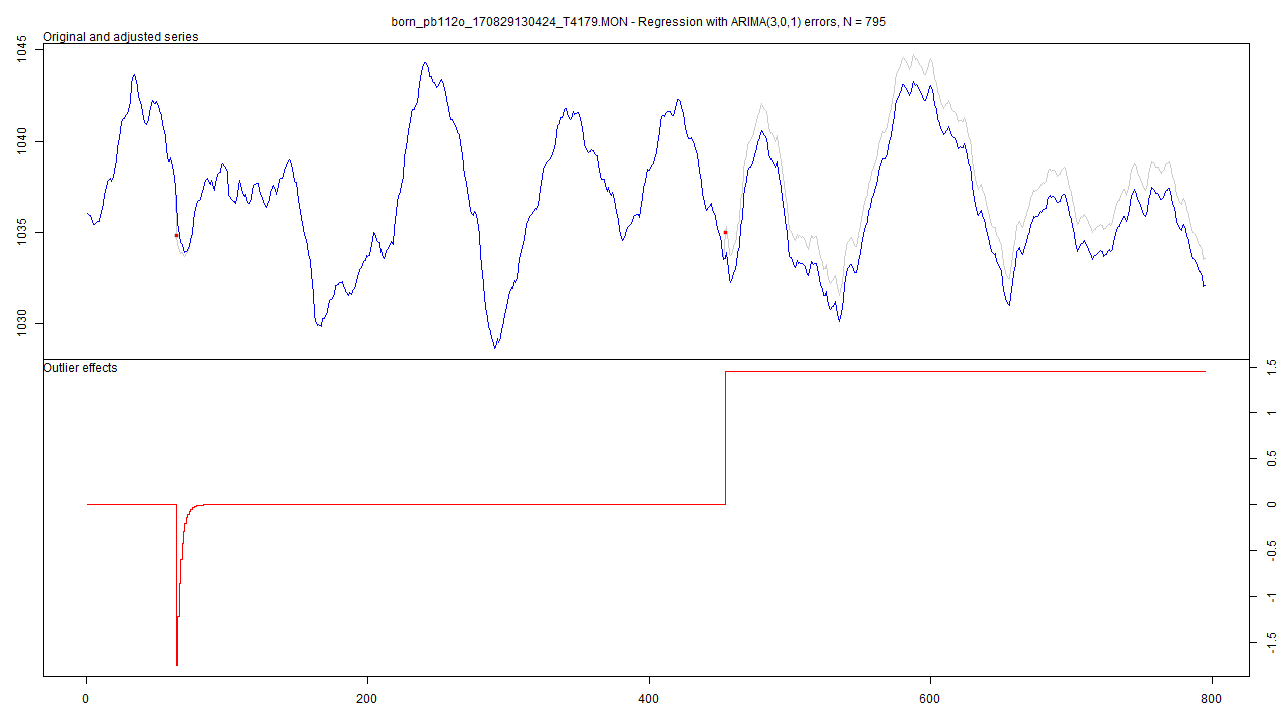 born_pb112o_170829130424_T4179.MON - Regression with ARIMA(3,0,1) errors, N = 795
Original and adjusted series
1045
1040
1035
1030
Outlier effects
1.5
1
0.5
0
-0.5
-1
-1.5
0 200 400 600 800